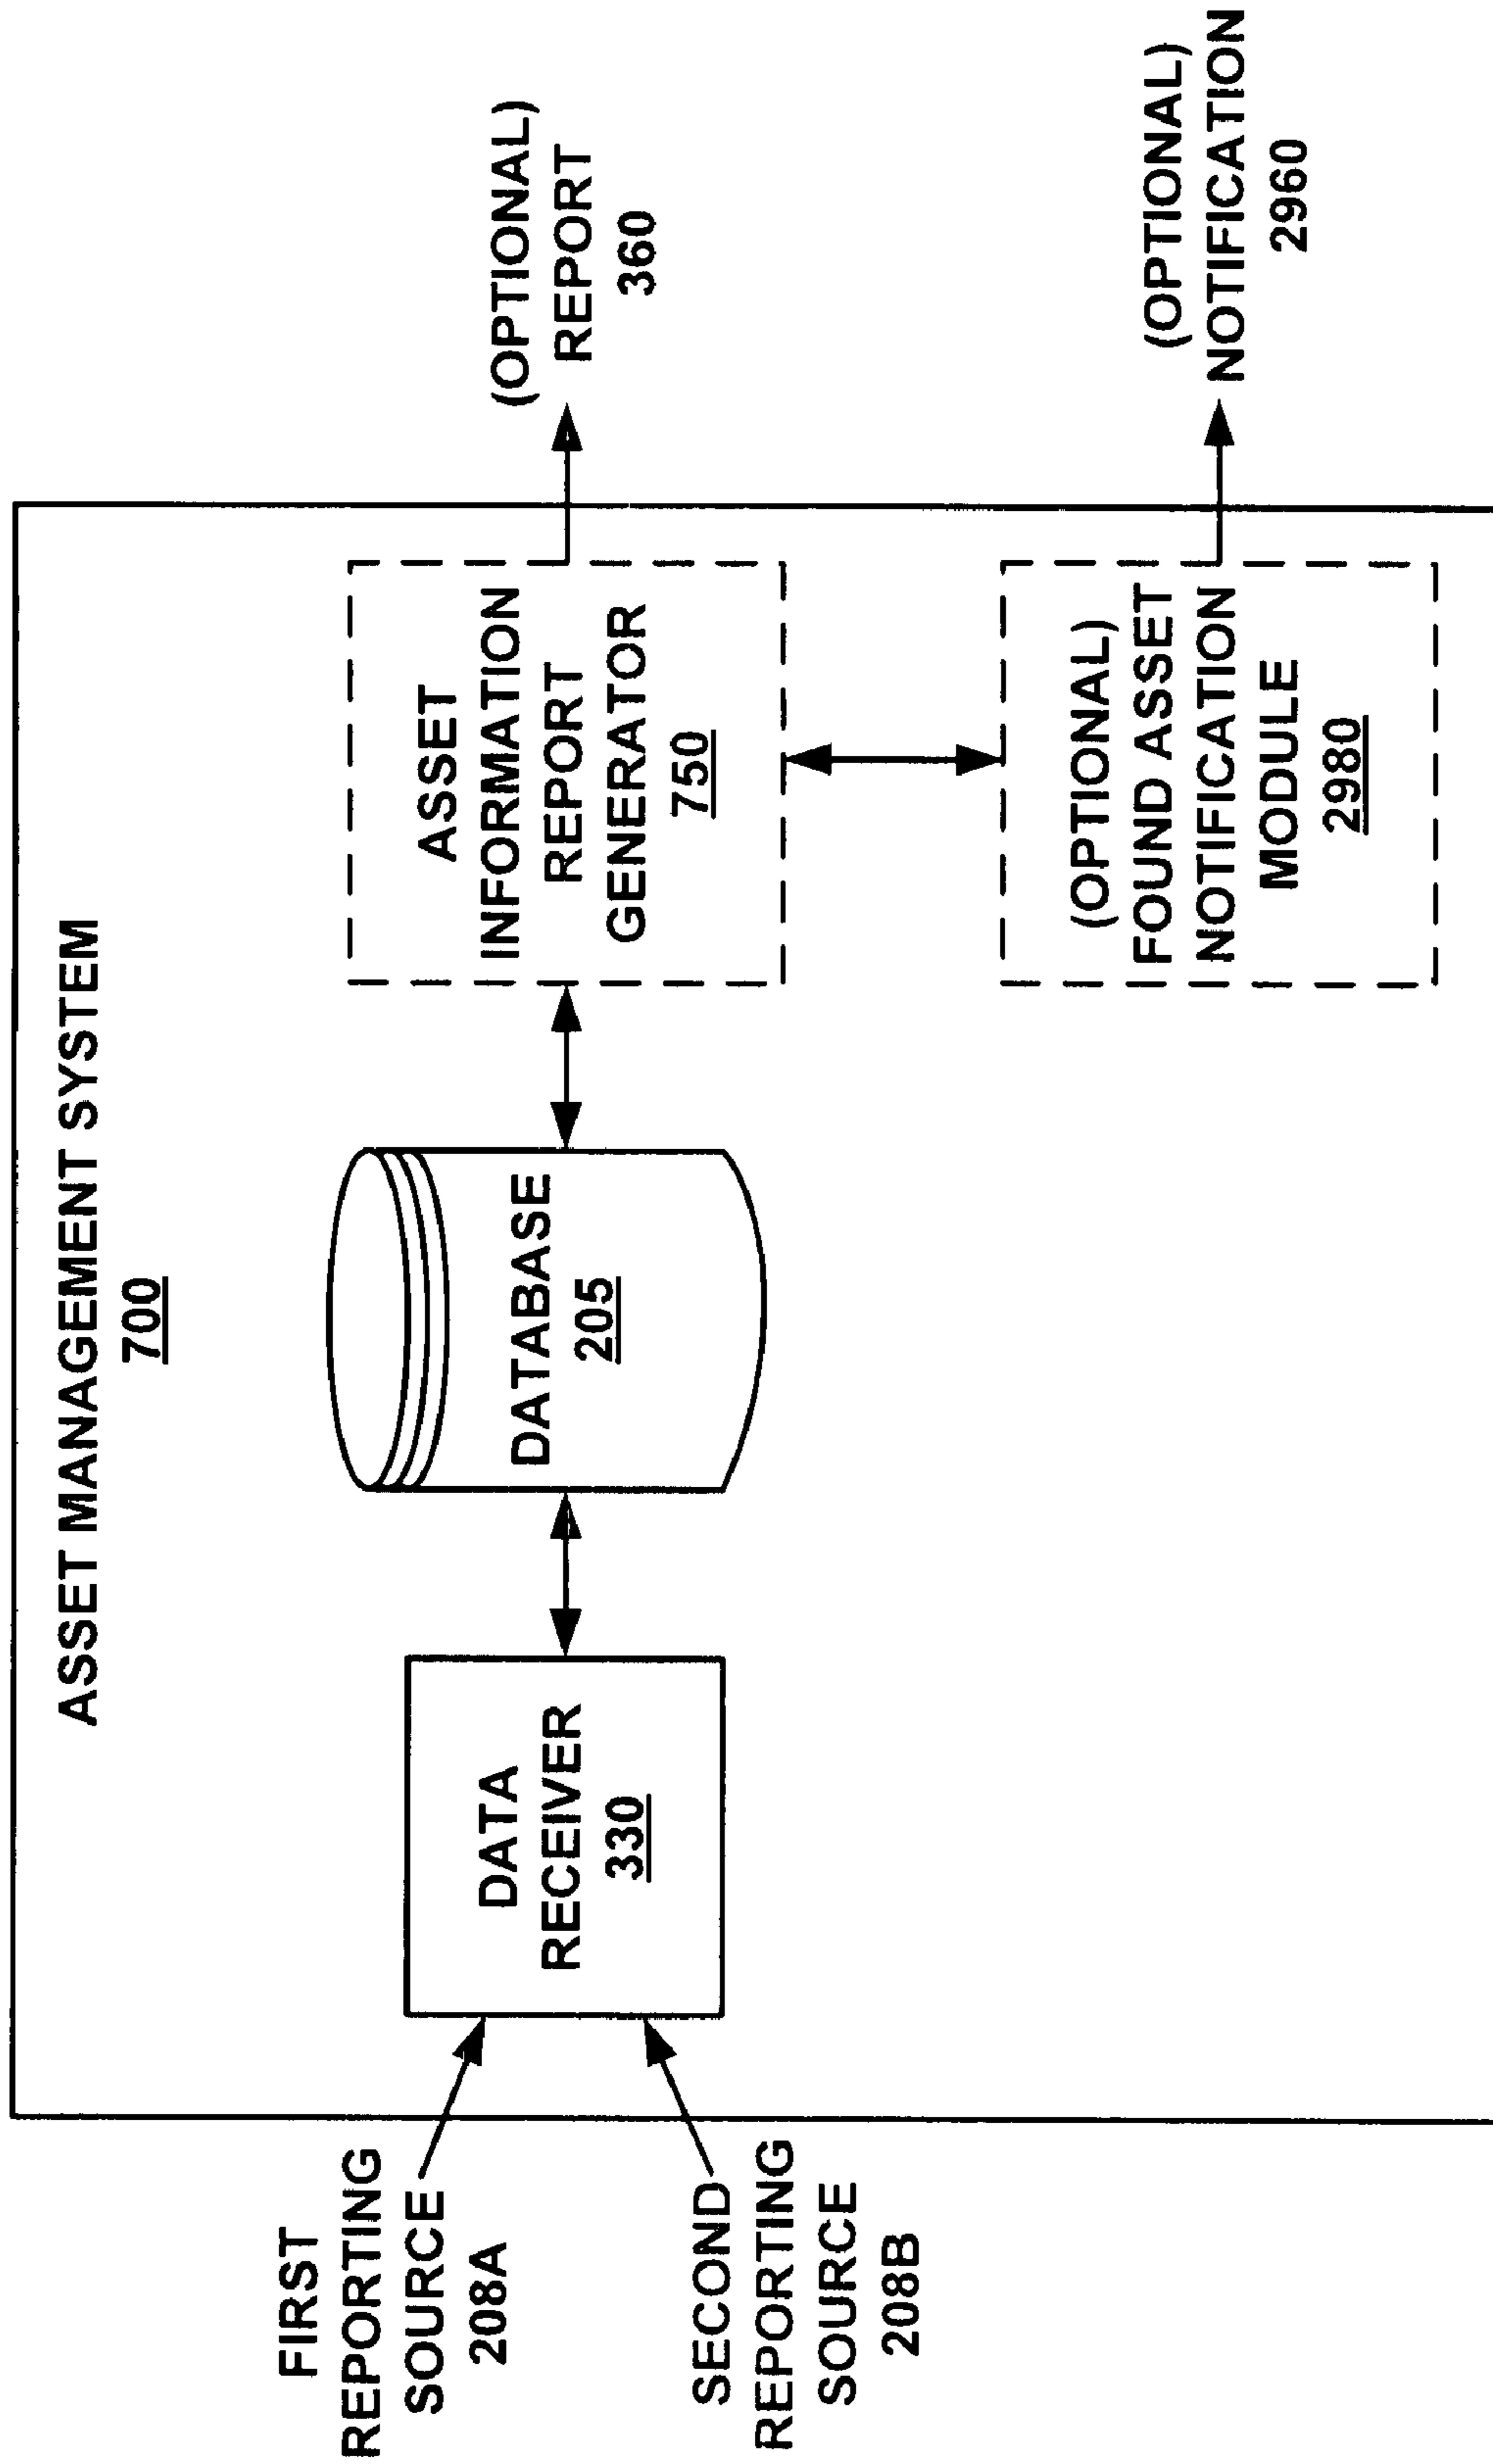 ASSET MANAGEMENT SYSTEM
700
FIRST
REPORTING
SOURCE
208A
SECOND
REPORTING
SOURCE
208B
DATA
RECEIVER
330
DATABASE
205
ASSET
INFORMATION
REPORT
GENERATOR
750
(OPTIONAL)
FOUND ASSET
NOTIFICATION
MODULE
2980
(OPTIONAL)
REPORT
360
(OPTIONAL)
NOTIFICATION
2960